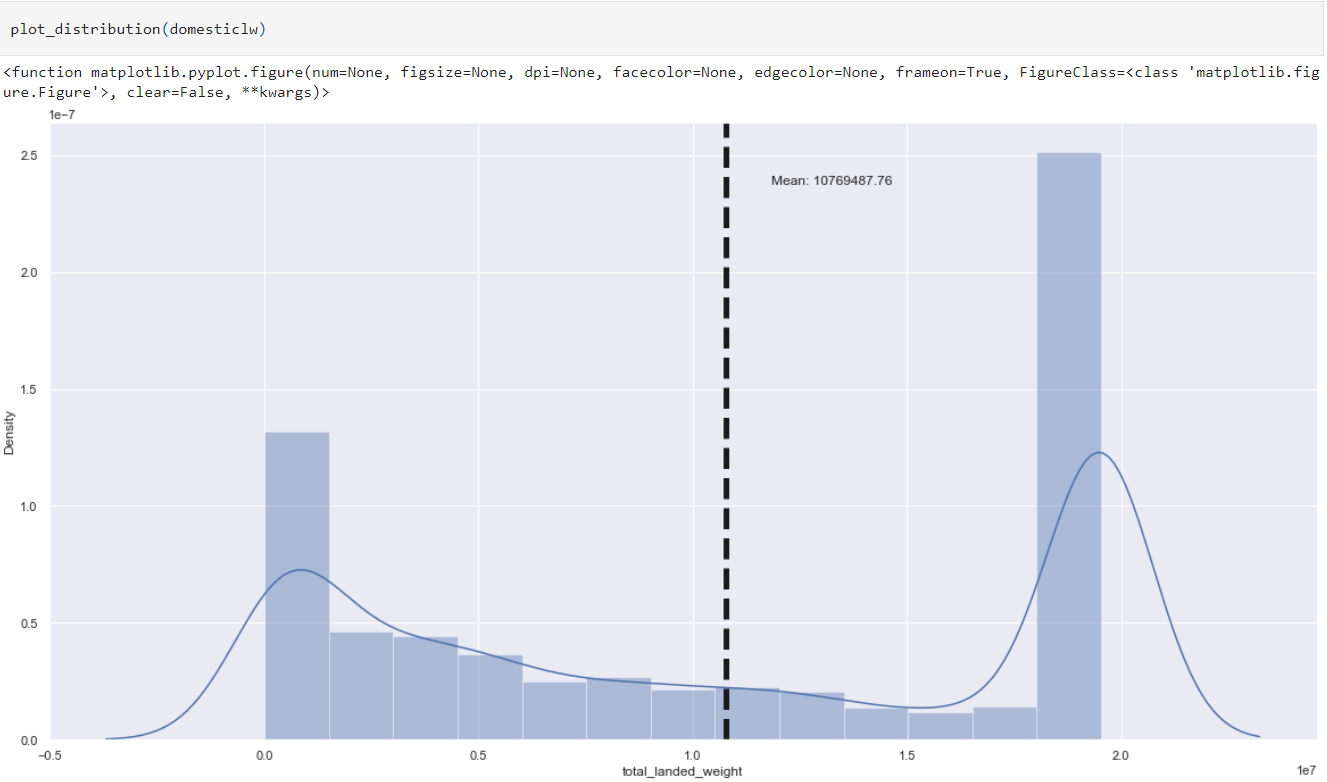 plot_distribution(domesticlw)
<function matplotlib.pyplot.figure(num=None, figsize=None, dpi=None, facecolor=None, edgecolor=None, frameon=True, FigureClass=<class 'matplotlib.fig
ure.Figure'>, clear=False, **kwargs)>
1e−7
2.5
Mean: 10769487.76
2.0
1.5
Density
1.0
0.5
0.0
−0.5 0.0 0.5 1.0 1.5 2.0
total_landed_weight
1e7